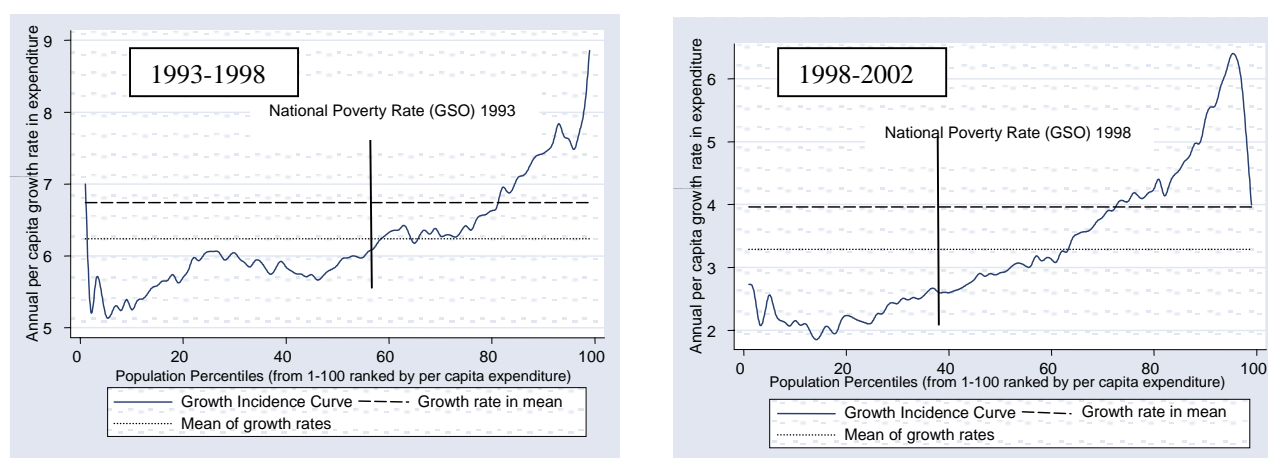 1993-1998
National Poverty Rate (GSO) 1993
Annual per capita growth rate in expenditure
9
8
7
6
5
0 20 40 60 80 100
Population Percentiles (from 1-100 ranked by per capita expenditure)
Growth Incidence Curve Growth rate in mean
Mean of growth rates
1998-2002
National Poverty Rate (GSO) 1998
Annual per capita growth rate in expenditure
6
5
4
3
2
0 20 40 60 80 100
Population Percentiles (from 1-100 ranked by per capita expenditure)
Growth Incidence Curve Growth rate in mean
Mean of growth rates